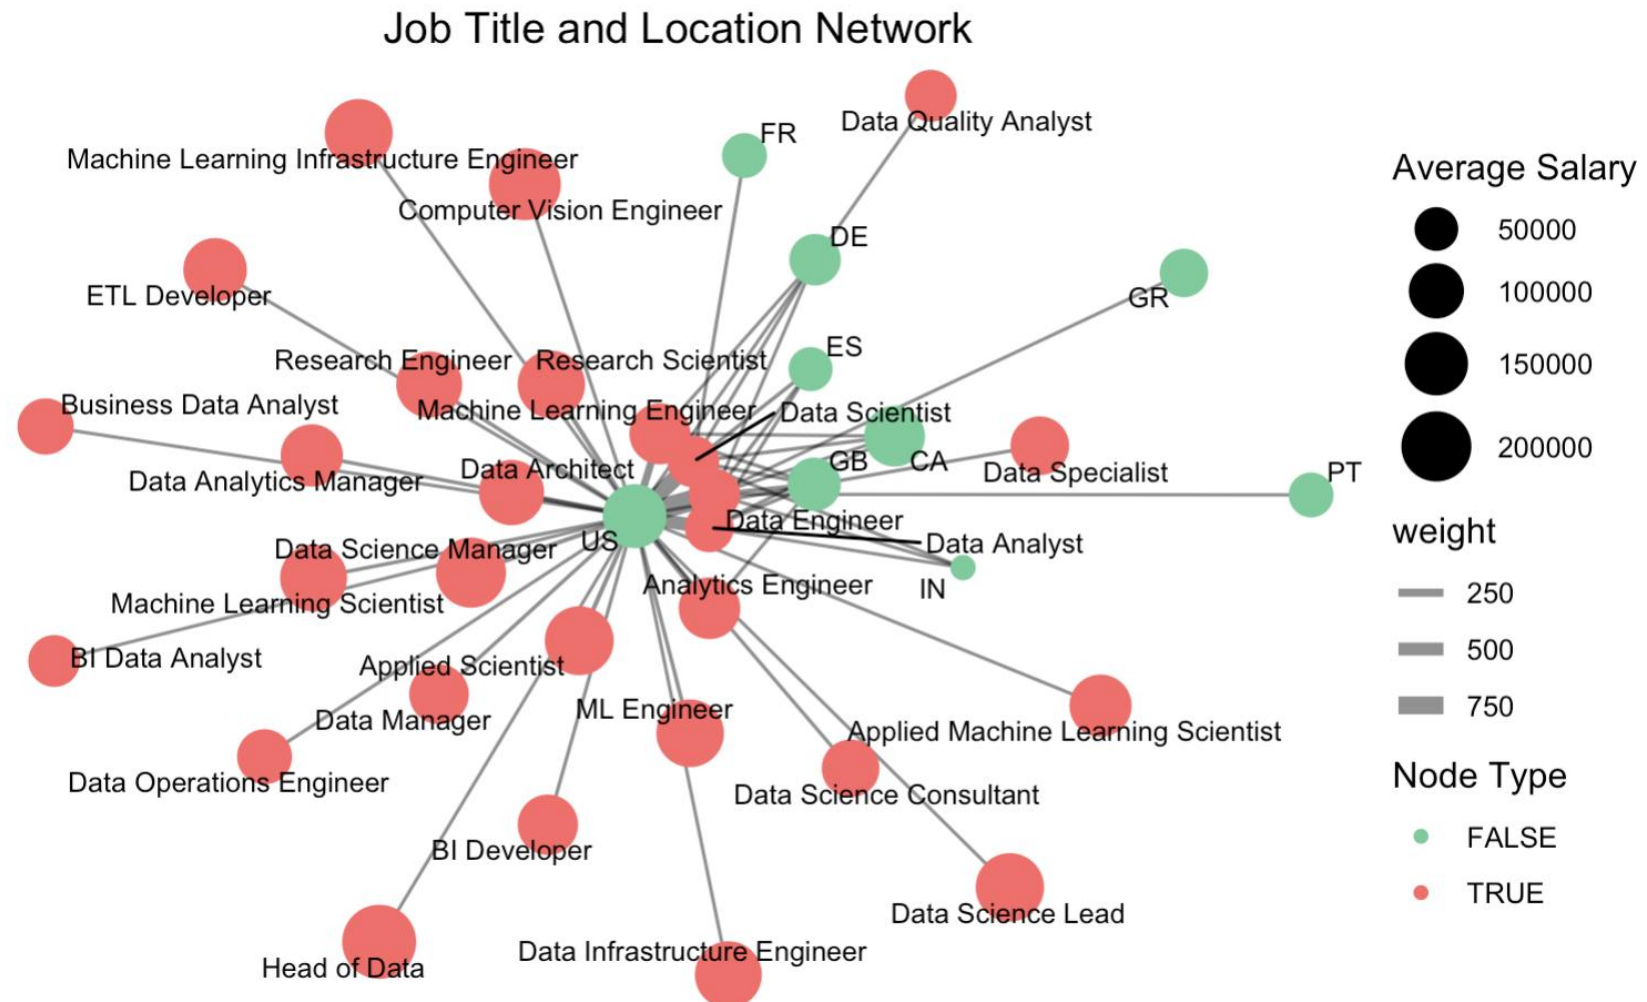 Job Title and Location Network
Data Quality Analyst
FR
Machine Learning Infrastructure Engineer
Computer Vision Engineer
DE
ETL Developer
GR
ES
Research Engineer
Research Scientist
Business Data Analyst
Machine Learning Engineer
Data Scientist
GB
CA
Data Architect
Data Specialist
PT
Data Analytics Manager
Data Engineer
US
Data Analyst
Data Science Manager
Analytics Engineer
IN
Machine Learning Scientist
BI Data Analyst
Applied Scientist
ML Engineer
Data Manager
Applied Machine Learning Scientist
Data Operations Engineer
Data Science Consultant
BI Developer
Data Science Lead
Data Infrastructure Engineer
Head of Data
Average Salary
50000
100000
150000
200000
weight
250
500
750
Node Type
FALSE
TRUE